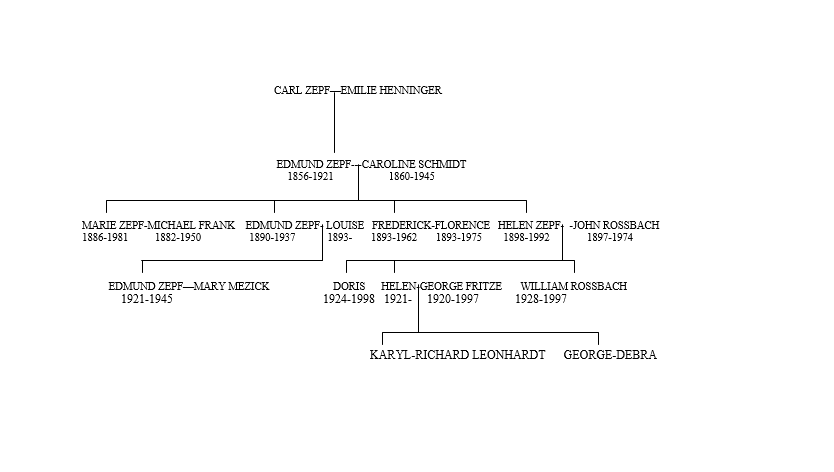 CARL ZEPF—EMILIE HENNINGER
EDMUND ZEPF--CAROLINE SCHMIDT
1856-1921 1860-1945
MARIE ZEPF-MICHAEL FRANK EDMUND ZEPF-LOUISE FREDERICK-FLORENCE HELEN ZEPF- -JOHN ROSSBACH
1886-1981 1882-1950 1890-1937 1893- 1893-1962 1893-1975 1898-1992 1897-1974
EDMUND ZEPF—MARY MEZICK DORIS HELEN-GEORGE FRITZE WILLIAM ROSSBACH
1921-1945 1924-1998 1921- 1920-1997 1928-1997
KARYL-RICHARD LEONHARDT GEORGE-DEBRA